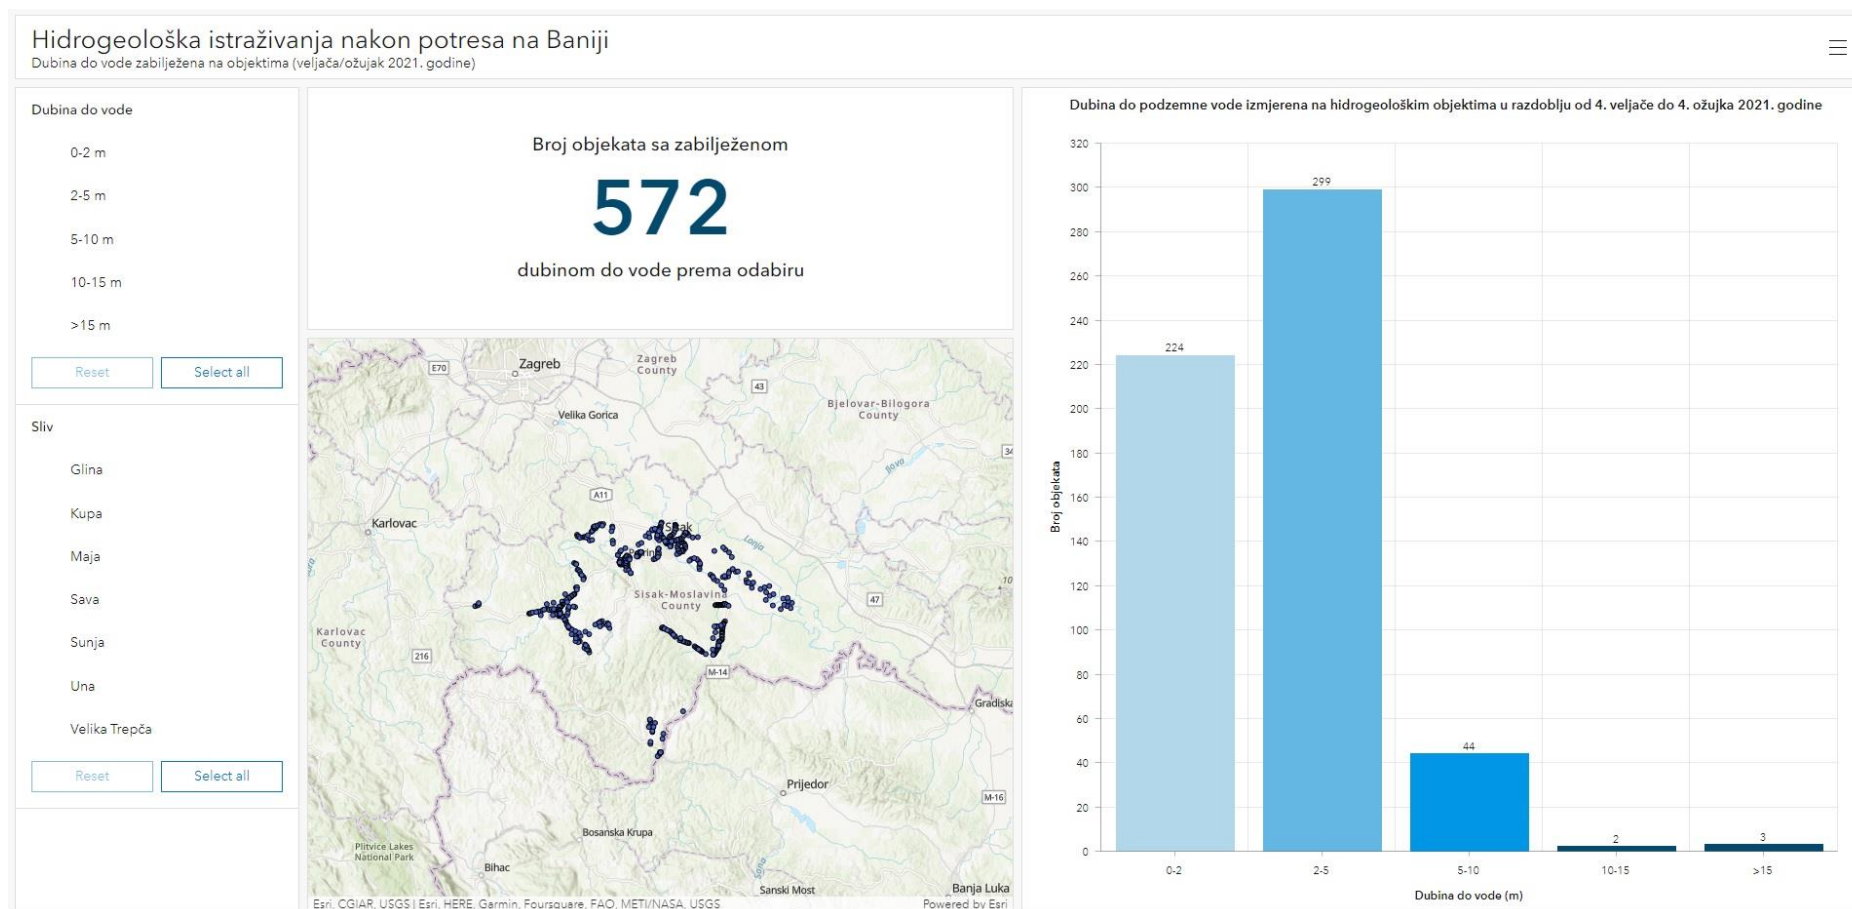 Hidrogeološka istraživanja nakon potresa na Baniji
Dubina do vode zabilježena na objektima (veljača/ožujak 2021. godine)
Dubina do vode
0-2 m
2-5 m
5-10 m
10-15 m
>15 m
Reset
Select all
Sliv
Glina
Kupa
Maja
Sava
Sunja
Una
Velika Trepča
Reset
Select all
Broj objekata sa zabilježenom
572
dubinom do vode prema odabiru
E70
Zagreb
Zagreb
County
43
Velika Gorica
Bjelovar-Bilogora
County
Ilova
A11
Karlovac
Sisak
Lonja
Sisak-Moslavina
County
47
Karlovac
County
216
M-14
Gradiska
Prijedor
M-16
Bosanska Krupa
Plitvice Lakes
National Park
Bihac
Sana
Sanski Most
Banja Luka
Esri, CGIAR, USGS | Esri, HERE, Garmin, Foursquare, FAO, METI/NASA, USGS
Powered by Esri
Dubina do podzemne vode izmjerena na hidrogeološkim objektima u razdoblju od 4. veljače do 4. ožujka 2021. godine
Broj objekata
320
300
280
260
240
220
200
180
160
140
120
100
80
60
40
20
0
224
299
44
2
3
0-2
2-5
5-10
10-15
>15
Dubina do vode (m)